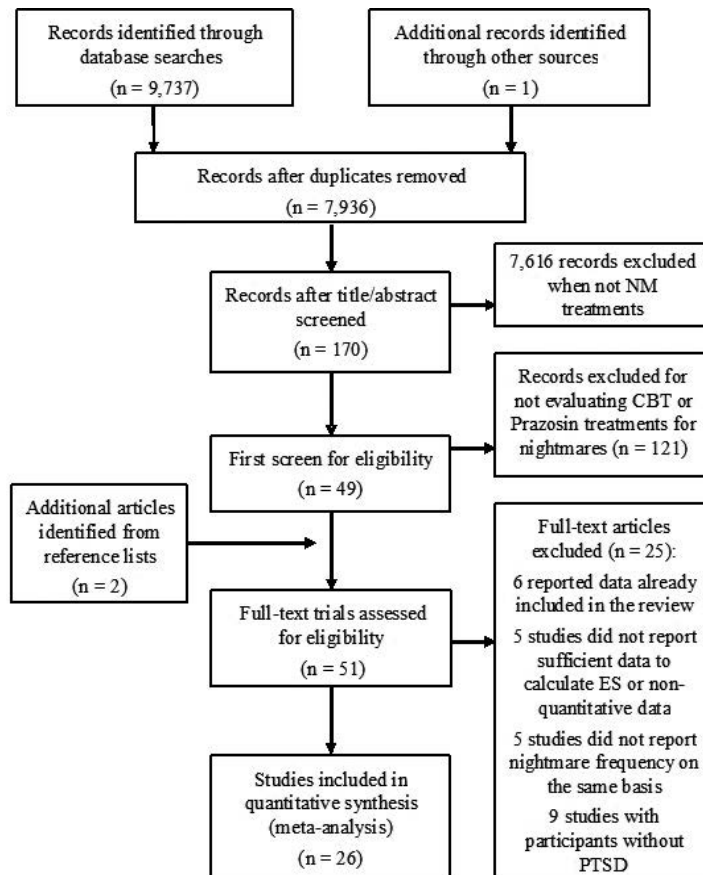 Records identified through
database searches
(n = 9,737)
Additional records identified
through other sources
(n = 1)
Records after duplicates removed
(n = 7,936)
Records after title/abstract
screened
(n = 170)
7,616 records excluded
when not NM
treatments
Records excluded for
not evaluating CBT or
Prazosin treatments for
nightmares (n = 121)
First screen for eligibility
(n = 49)
Additional articles
identified from
reference lists
(n = 2)
Full-text trials assessed
for eligibility
(n = 51)
Full-text articles
excluded (n = 25):
6 reported data already
included in the review
5 studies did not report
sufficient data to
calculate ES or non-
quantitative data
5 studies did not report
nightmare frequency on
the same basis
9 studies with
participants without
PTSD
Studies included in
quantitative synthesis
(meta-analysis)
(n = 26)